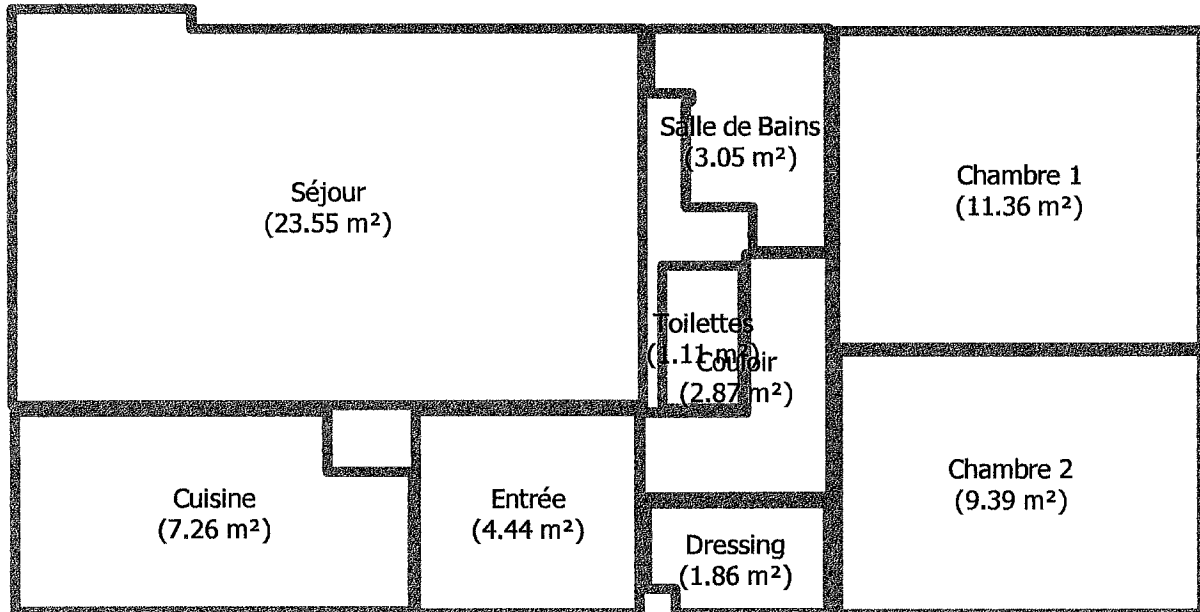 Séjour
(23.55 m²)
Salle de Bains
(3.05 m²)
Chambre 1
(11.36 m²)
Toilettes
(1.11 m²)
Couloir
(2.87 m²)
Cuisine
(7.26 m²)
Entrée
(4.44 m²)
Dressing
(1.86 m²)
Chambre 2
(9.39 m²)